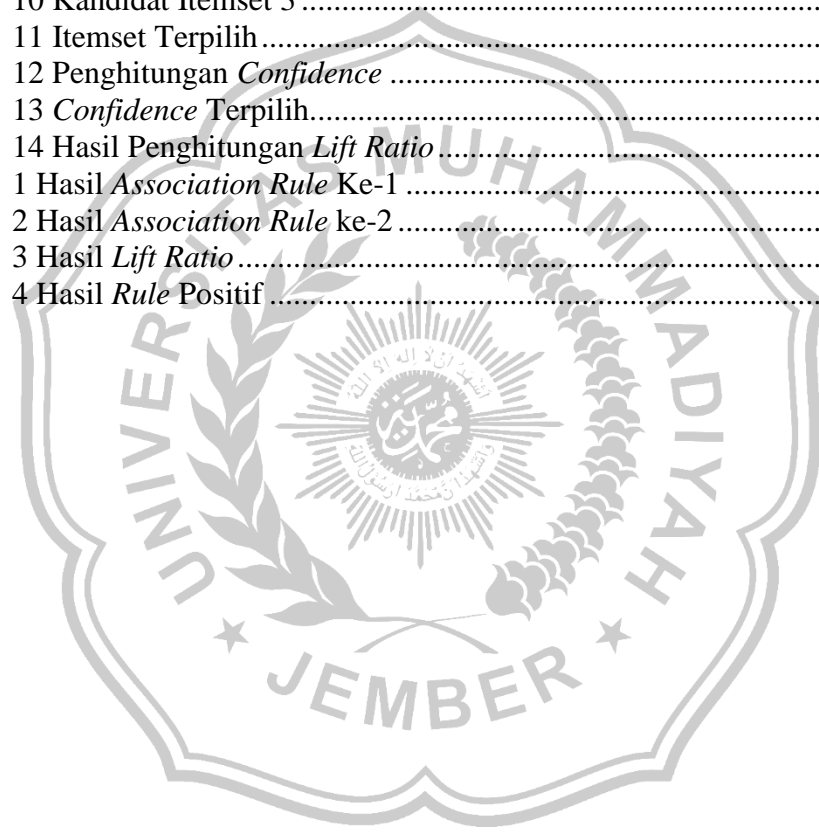 10 Kandidat Itemset 3 ........................................................................
11 Itemset Terpilih ........................................................................
12 Penghitungan Confidence ........................................................................
13 Confidence Terpilih........................................................................
14 Hasil Penghitungan Lift Ratio ........................................................................
1 Hasil Association Rule Ke-1 ........................................................................
2 Hasil Association Rule ke-2 ........................................................................
3 Hasil Lift Ratio ........................................................................
4 Hasil Rule Positif ........................................................................
UNIVERSITAS MUHAMMADIYAH
JEMBER